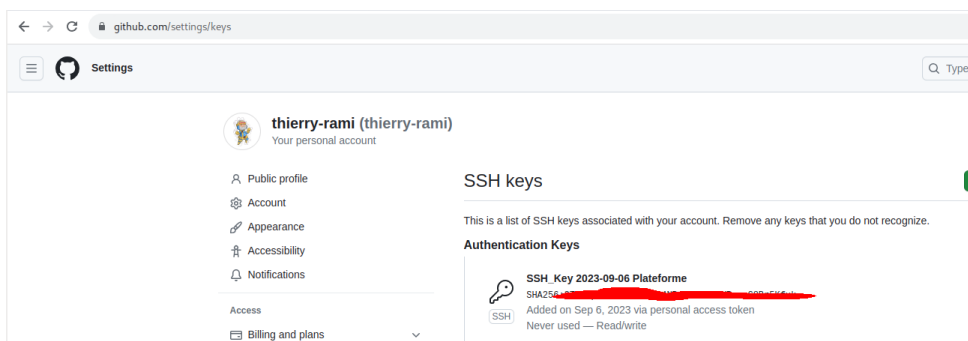 github.com/settings/keys
Settings
Type
thierry-rami (thierry-rami)
Your personal account
Public profile
Account
Appearance
Accessibility
Notifications
Access
Billing and plans
SSH keys
This is a list of SSH keys associated with your account. Remove any keys that you do not recognize.
Authentication Keys
SSH
SSH_Key 2023-09-06 Plateforme
SHA256
Added on Sep 6, 2023 via personal access token
Never used — Read/write